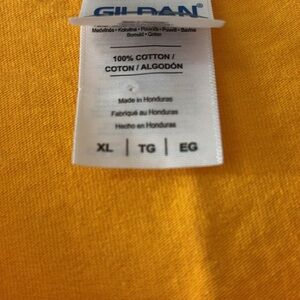 GILDAN
100% COTTON /
COTON / ALGODÓN
Made in Honduras
Fabriqué au Honduras
Hecho en Honduras
XL | TG | EG